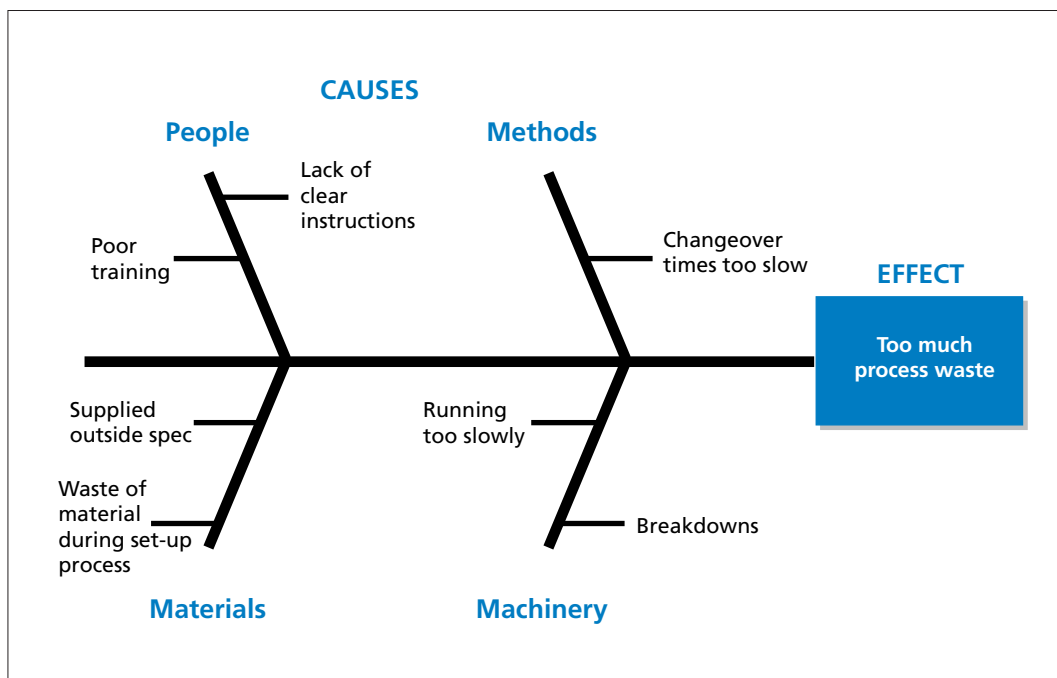 CAUSES
People
Methods
Lack of
clear
instructions
Poor
training
Changeover
times too slow
EFFECT
Too much
process waste
Supplied
outside spec
Running
too slowly
Waste of
material
during set-up
process
Breakdowns
Materials
Machinery